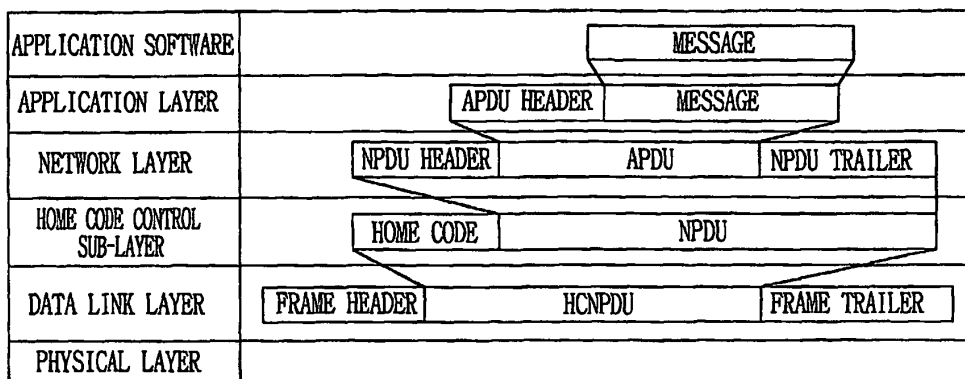 APPLICATION SOFTWARE MESSAGE
APPLICATION LAYER APDU HEADER MESSAGE
NETWORK LAYER NPDU HEADER APDU NPDU TRAILER
HOME CODE CONTROL
SUB-LAYER HOME CODE NPDU
DATA LINK LAYER FRAME HEADER HCNPDU FRAME TRAILER
PHYSICAL LAYER